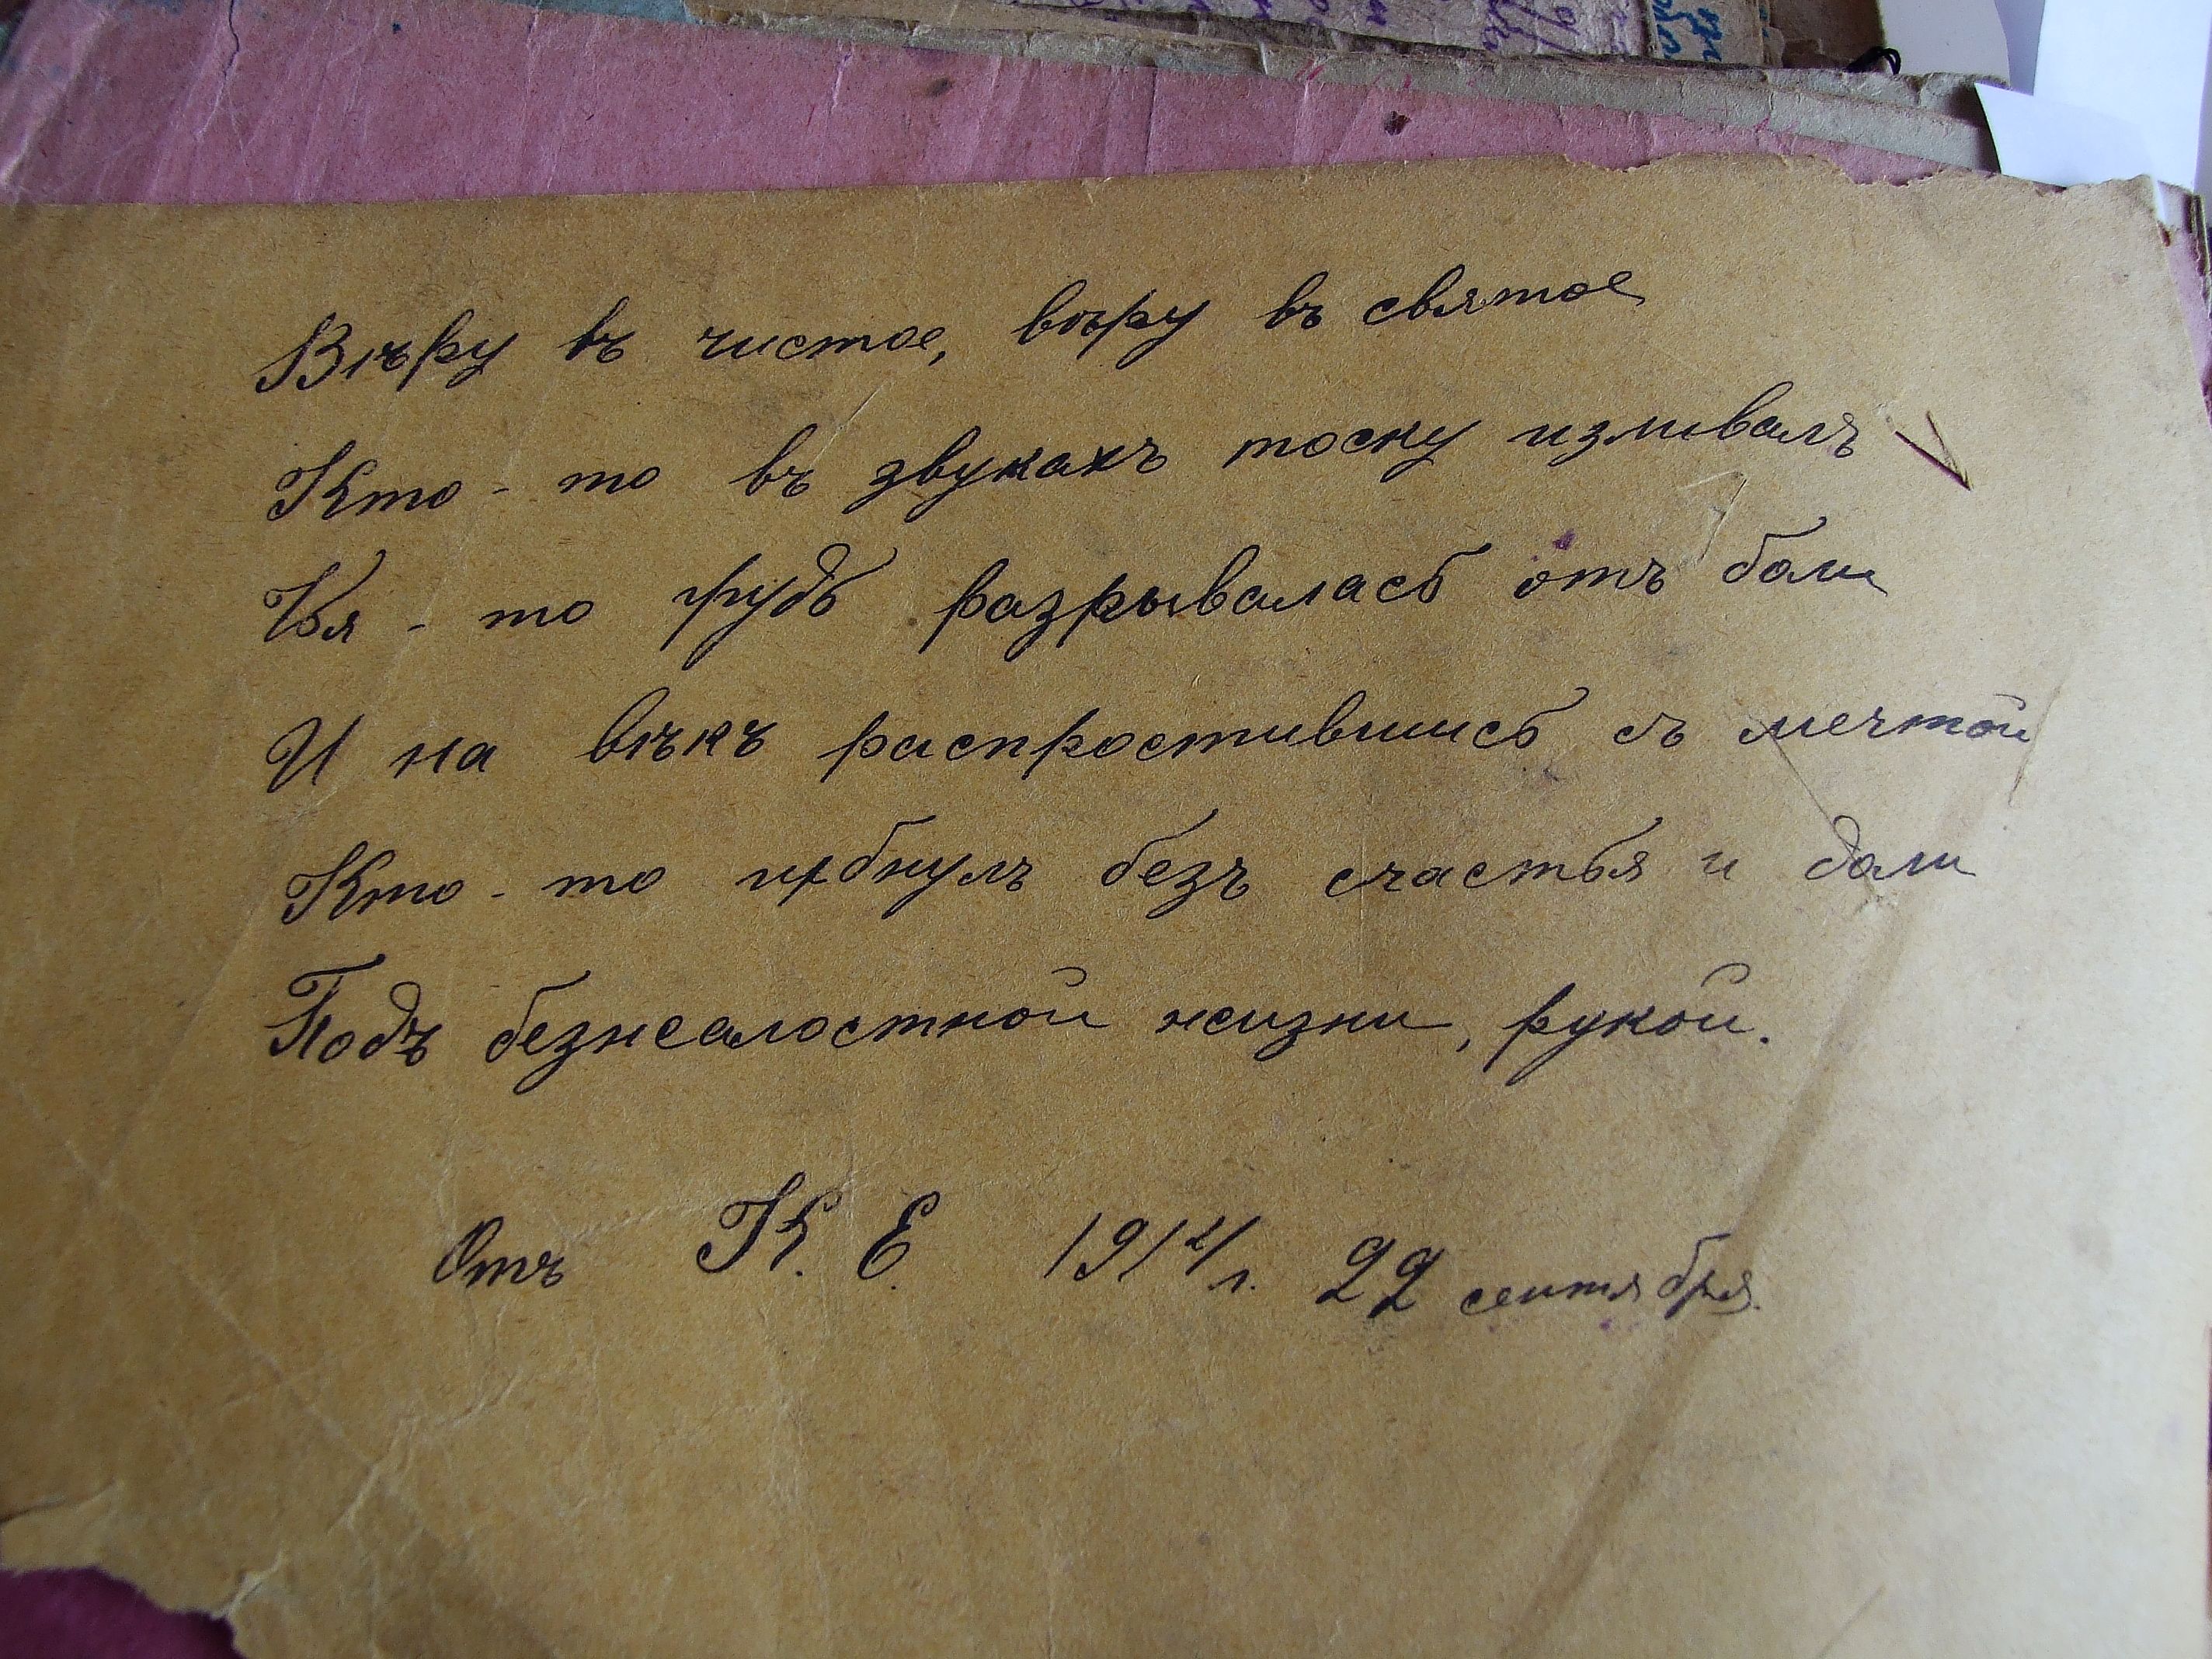 Вѣру въ чистое, вѣру въ святое
Кто-то въ звукахъ тоску изливалъ
Чья-то грудь разрывалась отъ боли
И на вѣкъ распростившись съ мечтой
Кто-то гибнулъ безъ счастья и доли
Подъ безжалостной жизни, рукой.
Отъ К. Е. 1914 г. 22 сентября.